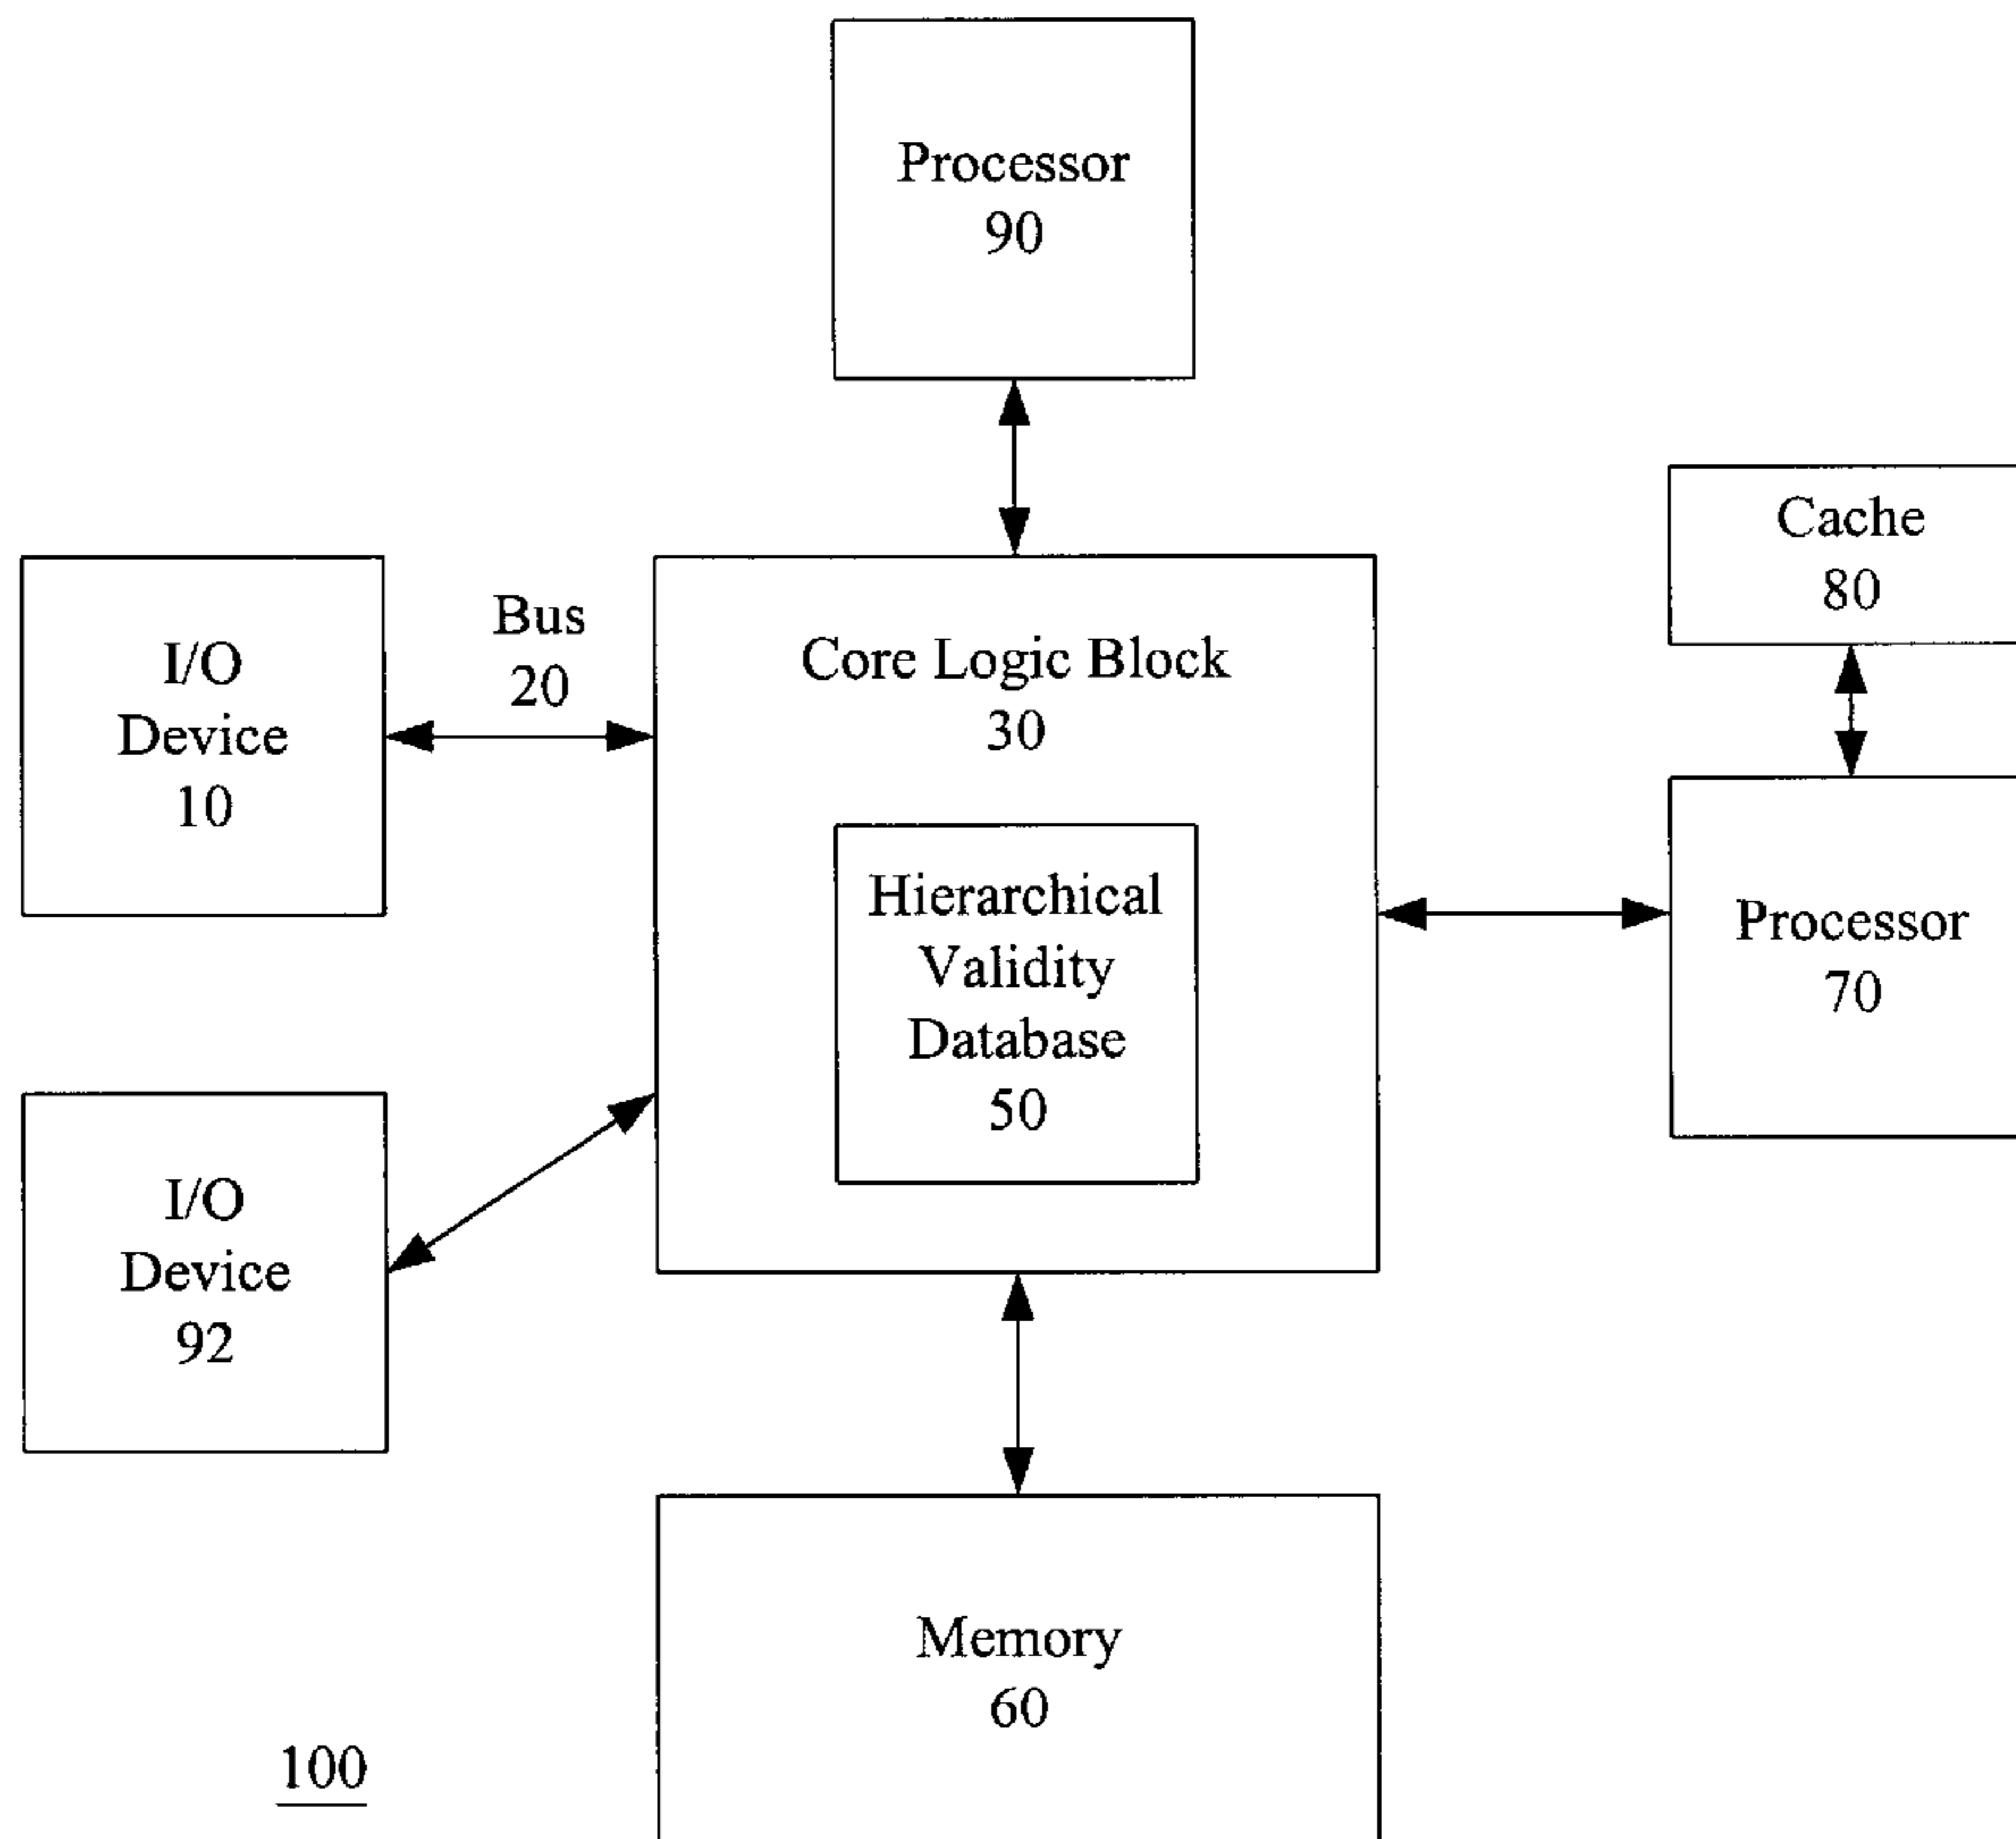 Processor
90
Cache
80
I/O
Device
10
Bus
20
Core Logic Block
30
Hierarchical
Validity
Database
50
Processor
70
I/O
Device
92
Memory
60
100